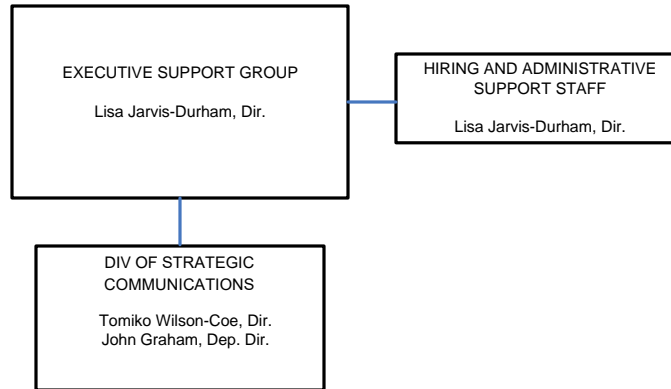 EXECUTIVE SUPPORT GROUP
Lisa Jarvis-Durham, Dir.
HIRING AND ADMINISTRATIVE
SUPPORT STAFF
Lisa Jarvis-Durham, Dir.
DIV OF STRATEGIC
COMMUNICATIONS
Tomiko Wilson-Coe, Dir.
John Graham, Dep. Dir.